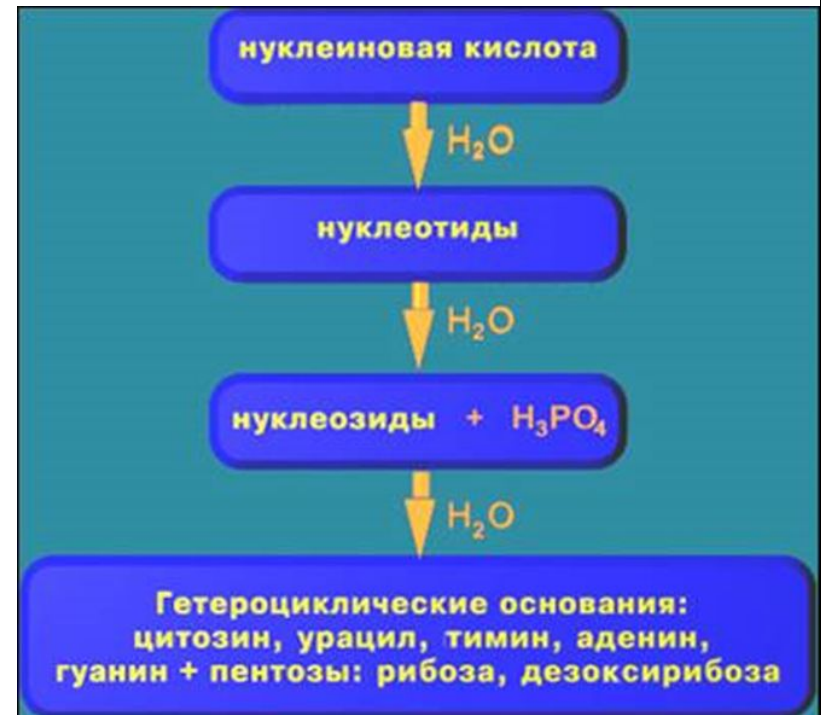 нуклеиновая кислота
H₂O
нуклеотиды
H₂O
нуклеозиды + H₃PO₄
H₂O
Гетероциклические основания:
цитозин, урацил, тимин, аденин,
гуанин + пентозы: рибоза, дезоксирибоза